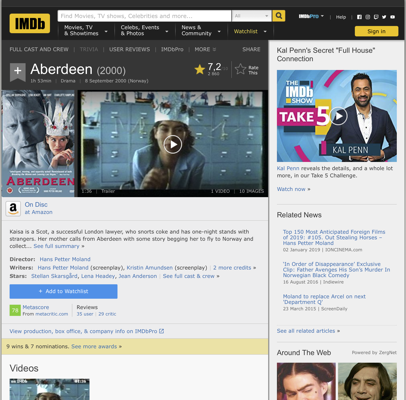 IMDb
Find Movies, TV shows, Celebrities and more...
All
Movies, TV & Showtimes
Celebs, Events & Photos
News & Community
Watchlist
IMDbPro
Help
Sign in
FULL CAST AND CREW | TRIVIA | USER REVIEWS | IMDbPro | MORE
SHARE
Aberdeen (2000)
1h 53min | Drama | 8 September 2000 (Norway)
7,2
Rate This
ABERDEEN
1:36 | Trailer
1 VIDEO | 10 IMAGES
a
On Disc
at Amazon
Kaisa is a Scot, a successful London lawyer, who snorts coke and has one-night stands with
strangers. Her mother calls from Aberdeen with some story begging her to fly to Norway and
collect... See full summary »
Director: Hans Petter Moland
Writers: Hans Petter Moland (screenplay), Kristin Amundsen (screenplay) | 2 more credits »
Stars: Stellan Skarsgård, Lena Headey, Jean Anderson | See full cast & crew »
+ Add to Watchlist
Metascore
From metacritic.com
Reviews
35 user | 29 critic
View production, box office, & company info on IMDbPro
9 wins & 7 nominations. See more awards »
Videos
Kal Penn's Secret "Full House"
Connection
THE
IMDb
SHOW
TAKE 5
KAL PENN
Kal Penn reveals the details, and a whole lot
more, in our Take 5 Challenge.
Watch now »
Related News
Top 150 Most Anticipated Foreign Films
of 2019: #105. Out Stealing Horses –
Hans Petter Moland
02 January 2019 | IONCINEMA.com
'In Order of Disappearance' Exclusive
Clip: Father Avenges His Son's Murder In
Norwegian Black Comedy
16 August 2016 | Indiewire
Moland to replace Arcel on next
'Department Q'
23 March 2015 | ScreenDaily
See all related articles »
Around The Web
Powered by ZergNet